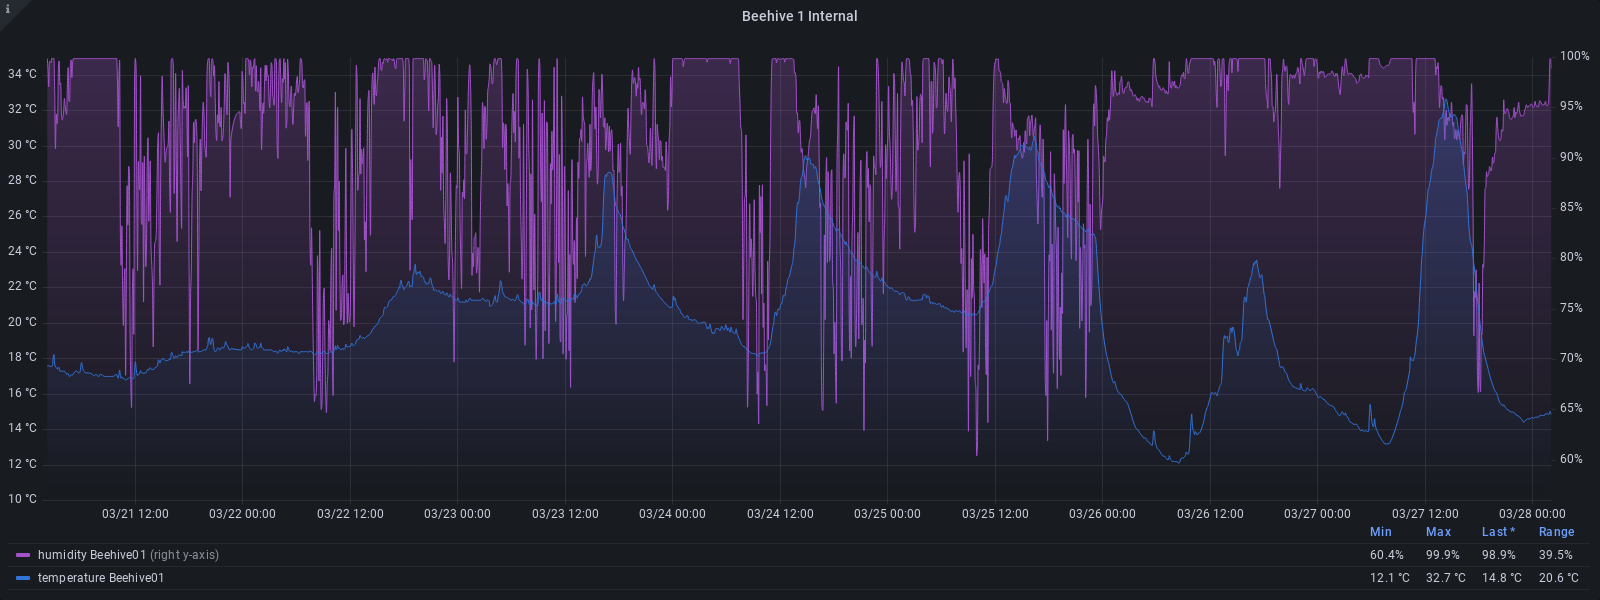 i
Beehive 1 Internal
34 °C
32 °C
30 °C
28 °C
26 °C
24 °C
22 °C
20 °C
18 °C
16 °C
14 °C
12 °C
10 °C
100%
95%
90%
85%
80%
75%
70%
65%
60%
03/21 12:00 03/22 00:00 03/22 12:00 03/23 00:00 03/23 12:00 03/24 00:00 03/24 12:00 03/25 00:00 03/25 12:00 03/26 00:00 03/26 12:00 03/27 00:00 03/27 12:00 03/28 00:00
Min Max Last * Range
humidity Beehive01 (right y-axis) 60.4% 99.9% 98.9% 39.5%
temperature Beehive01 12.1 °C 32.7 °C 14.8 °C 20.6 °C